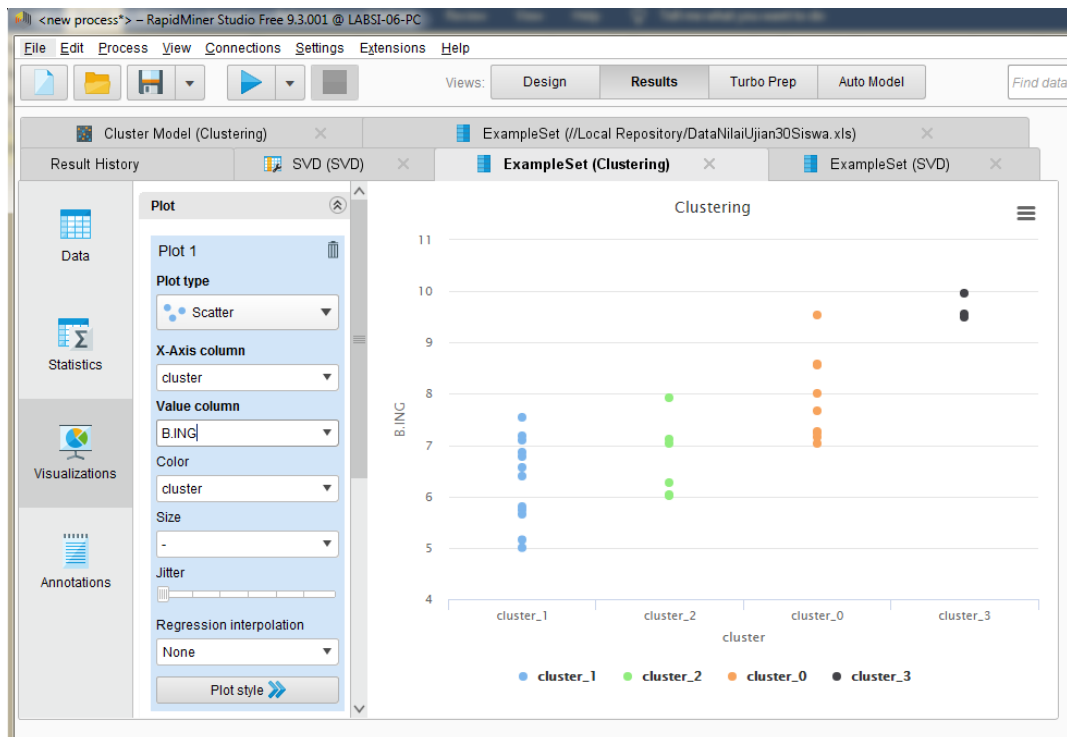 <new process*> – RapidMiner Studio Free 9.3.001 @ LABSI-06-PC
File Edit Process View Connections Settings Extensions Help
Views: Design Results Turbo Prep Auto Model Find data
Cluster Model (Clustering) ExampleSet (//Local Repository/DataNilaiUjian30Siswa.xls)
Result History SVD (SVD) ExampleSet (Clustering) ExampleSet (SVD)
Data
Statistics
Visualizations
Annotations
Plot
Plot 1
Plot type
Scatter
X-Axis column
cluster
Value column
B.ING
Color
cluster
Size
-
Jitter
Regression interpolation
None
Plot style
Clustering
11
10
9
8
7
6
5
4
B.ING
cluster_1 cluster_2 cluster_0 cluster_3
cluster
cluster_1 cluster_2 cluster_0 cluster_3